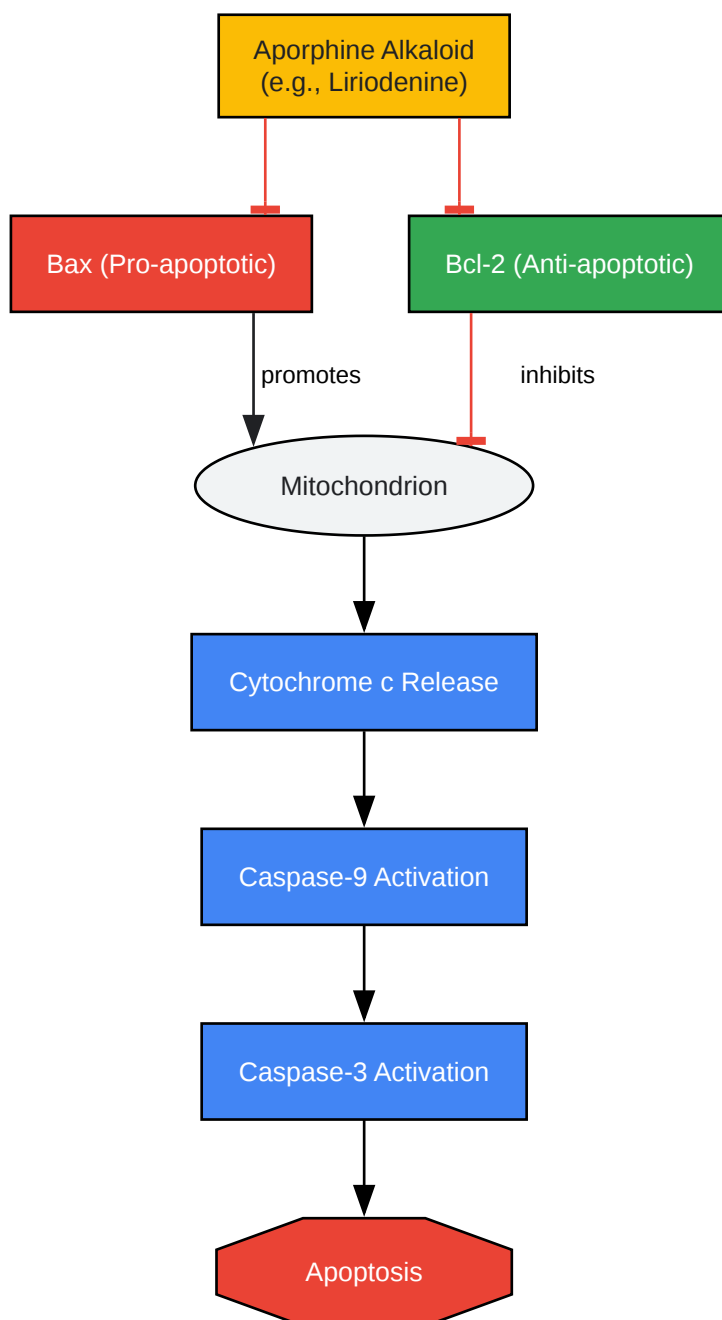 Aporphine Alkaloid
(e.g., Liriodenine)
Bax (Pro-apoptotic)
Bcl-2 (Anti-apoptotic)
promotes
inhibits
Mitochondrion
Cytochrome c Release
Caspase-9 Activation
Caspase-3 Activation
Apoptosis